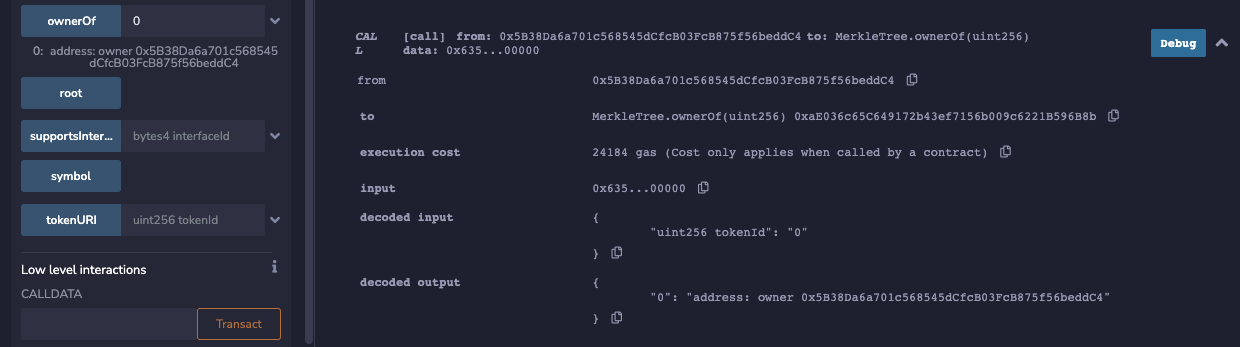 ownerOf 0
0: address: owner 0x5B38Da6a701c568545
dCfcB03FcB875f56beddC4
root
supportsInter... bytes4 interfaceId
symbol
tokenURI uint256 tokenId
Low level interactions
CALLDATA
Transact
CAL [call] from: 0x5B38Da6a701c568545dCfcB03FcB875f56beddC4 to: MerkleTree.ownerOf(uint256)
L data: 0x635...00000
Debug
from 0x5B38Da6a701c568545dCfcB03FcB875f56beddC4
to MerkleTree.ownerOf(uint256) 0xaE036c65C649172b43ef7156b009c6221B596B8b
execution cost 24184 gas (Cost only applies when called by a contract)
input 0x635...00000
decoded input {
"uint256 tokenId": "0"
}
decoded output {
"0": "address: owner 0x5B38Da6a701c568545dCfcB03FcB875f56beddC4"
}